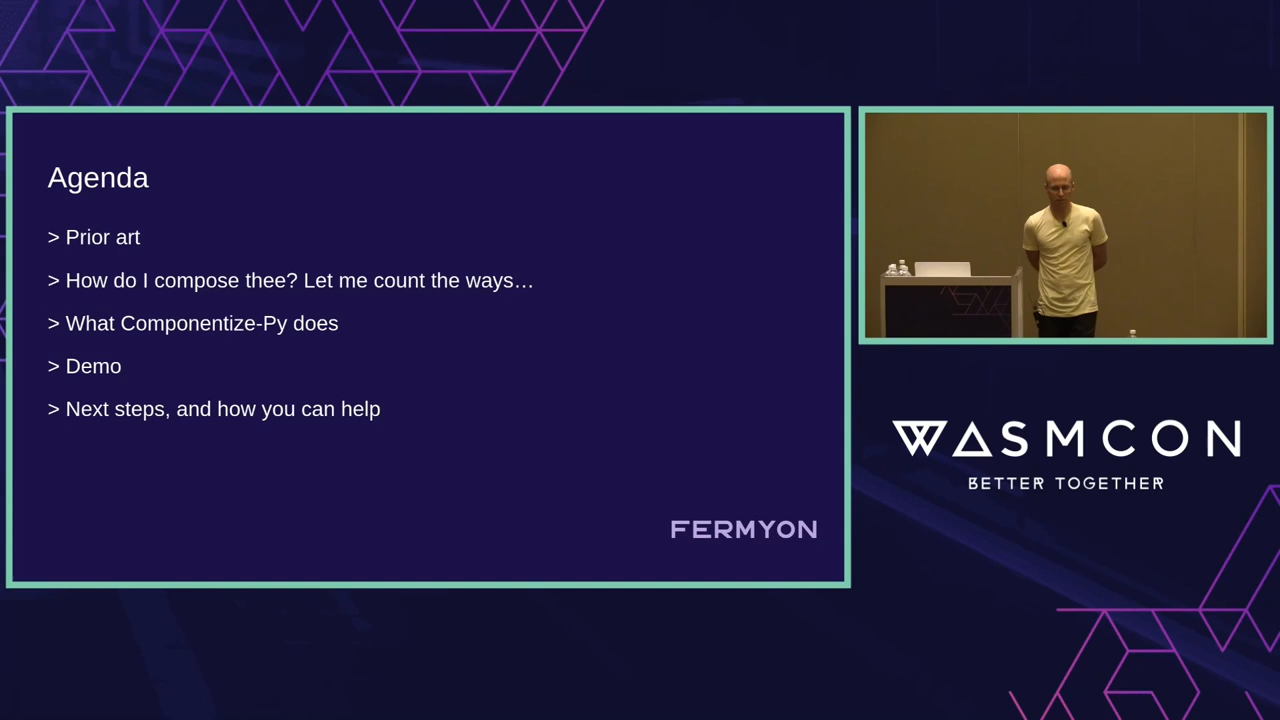 Agenda
> Prior art
> How do I compose thee? Let me count the ways…
> What Componentize-Py does
> Demo
> Next steps, and how you can help
FERMYON
WASMCON
BETTER TOGETHER